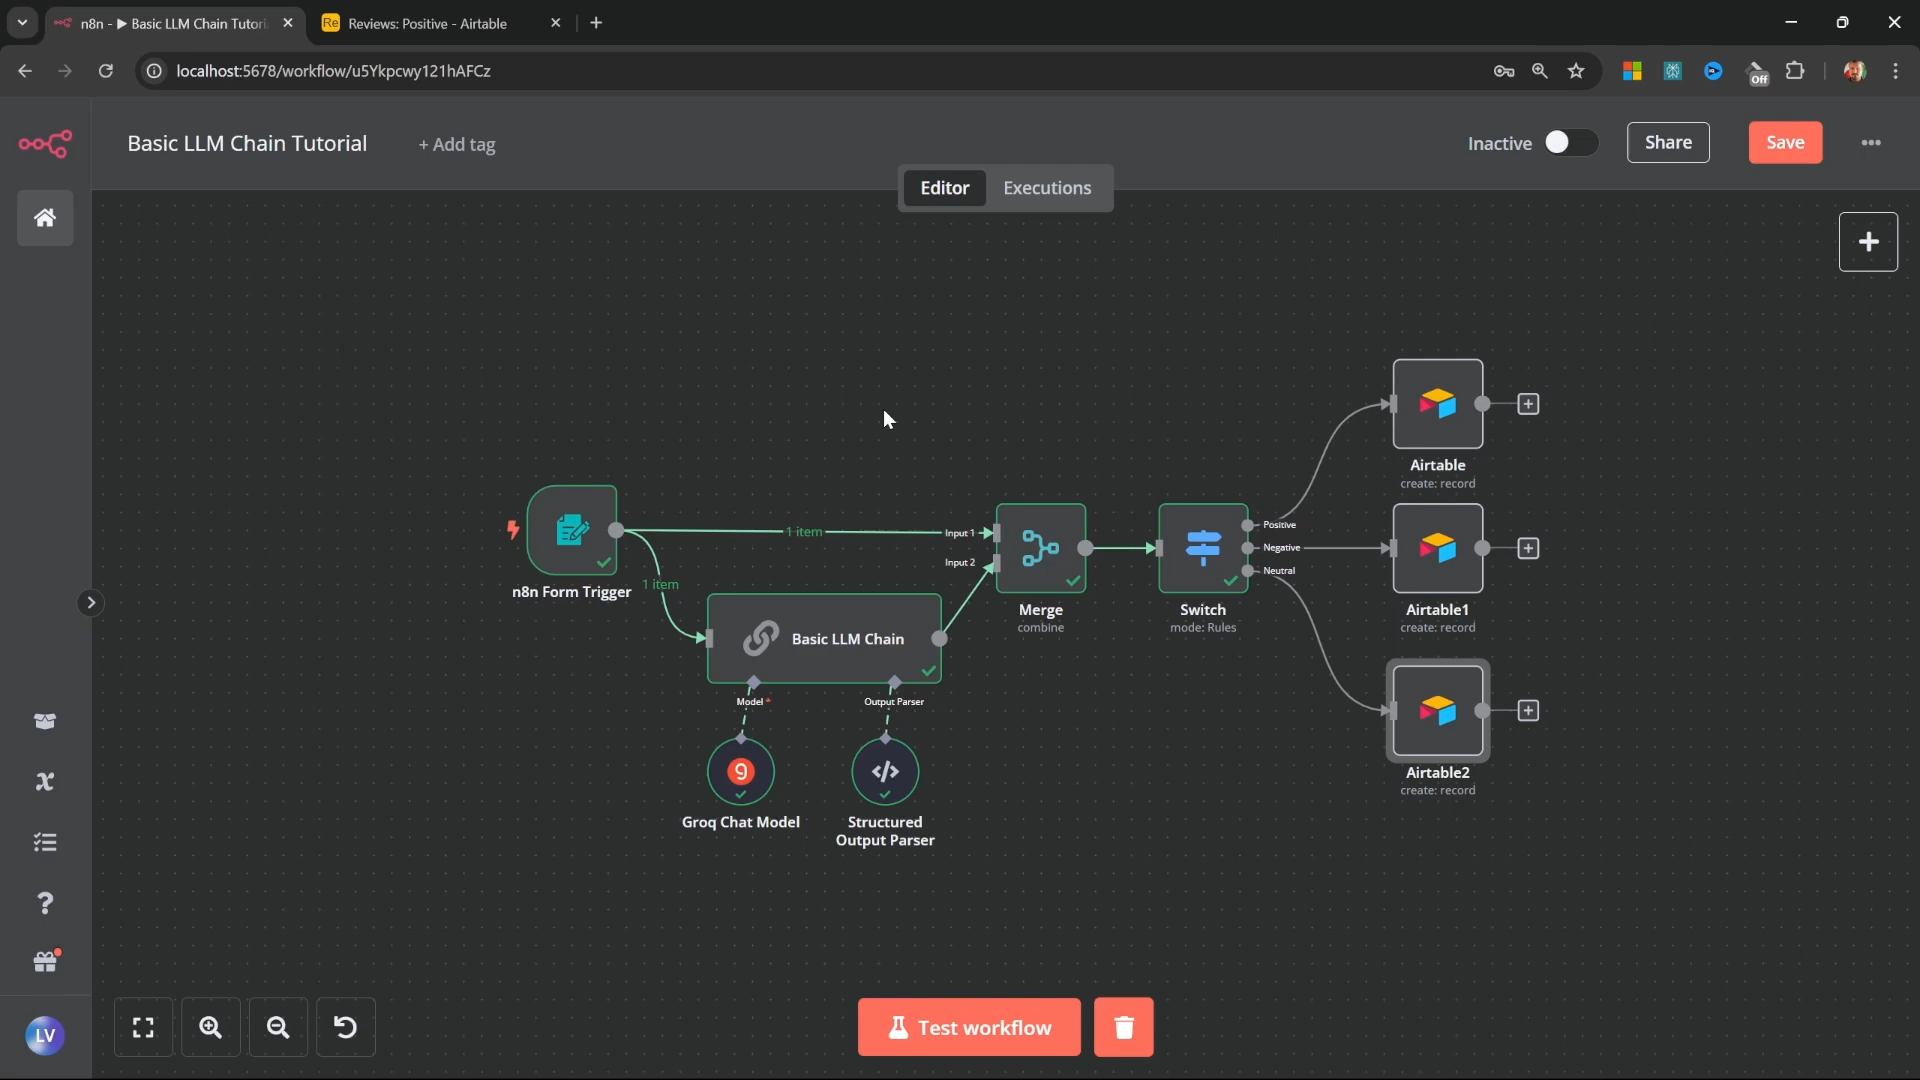 n8n - ▶ Basic LLM Chain Tutori
Reviews: Positive - Airtable
localhost:5678/workflow/u5Ykpcwy121hAFCz
Off
Basic LLM Chain Tutorial
+ Add tag
Inactive
Share
Save
Editor
Executions
Airtable
create: record
Positive
1 item
Input 1
Negative
Input 2
Neutral
1 item
n8n Form Trigger
Merge
combine
Switch
mode: Rules
Airtable1
create: record
Basic LLM Chain
Model *
Output Parser
Airtable2
create: record
Groq Chat Model
Structured
Output Parser
LV
Test workflow